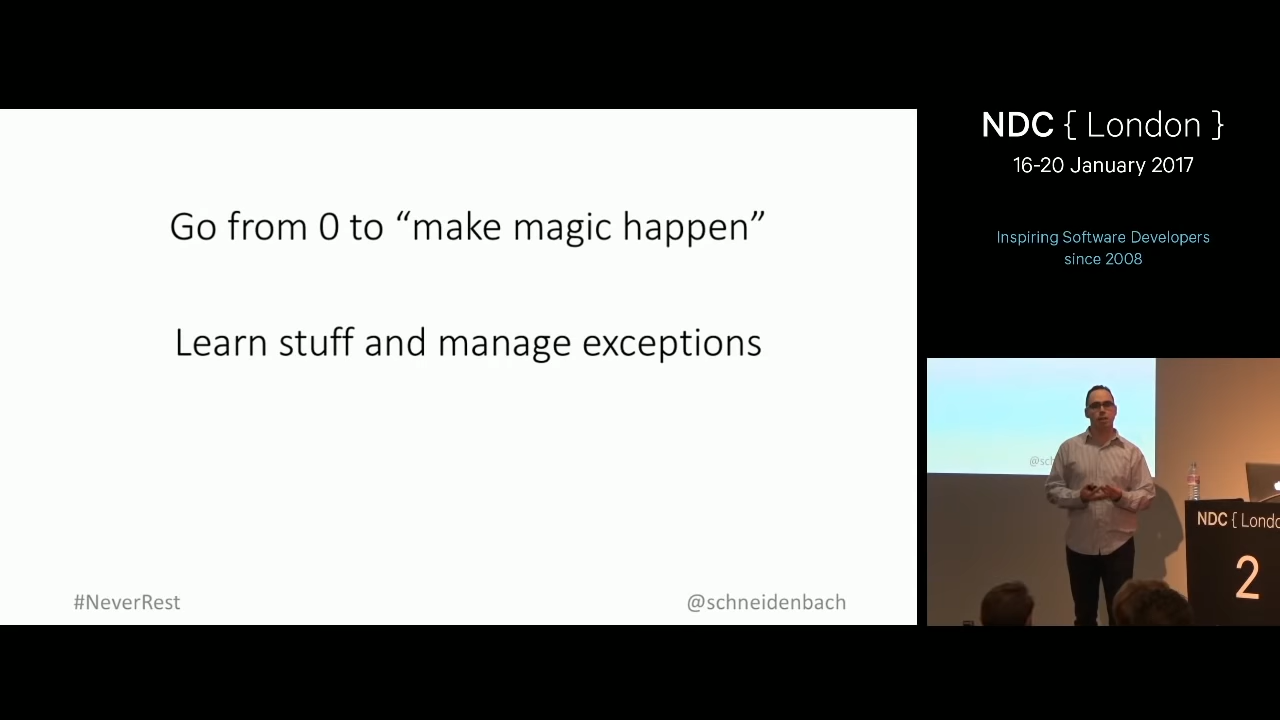 Go from 0 to “make magic happen”
Learn stuff and manage exceptions
#NeverRest
@schneidenbach
NDC { London }
16-20 January 2017
Inspiring Software Developers
since 2008
@sch
NDC { Londo
2